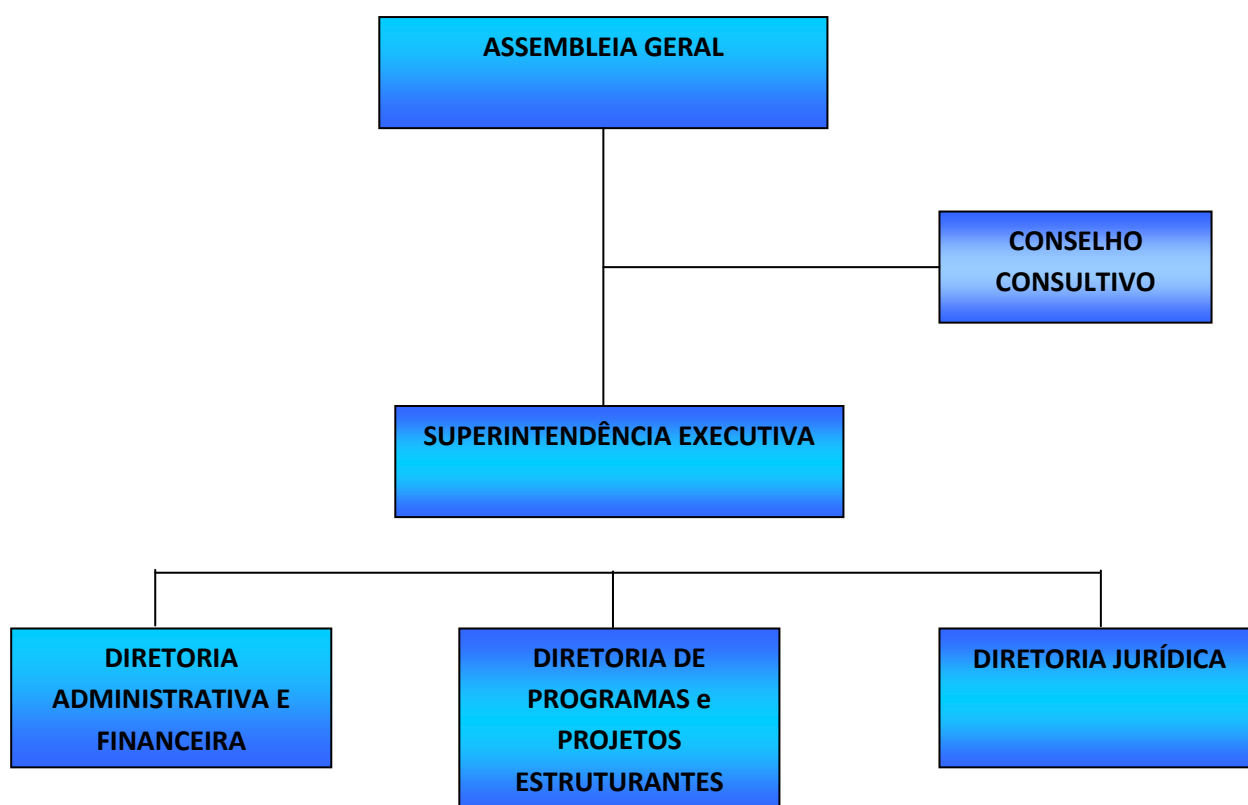 ASSEMBLEIA GERAL
CONSELHO
CONSULTIVO
SUPERINTENDÊNCIA EXECUTIVA
DIRETORIA
ADMINISTRATIVA E
FINANCEIRA
DIRETORIA DE
PROGRAMAS e
PROJETOS
ESTRUTURANTES
DIRETORIA JURÍDICA